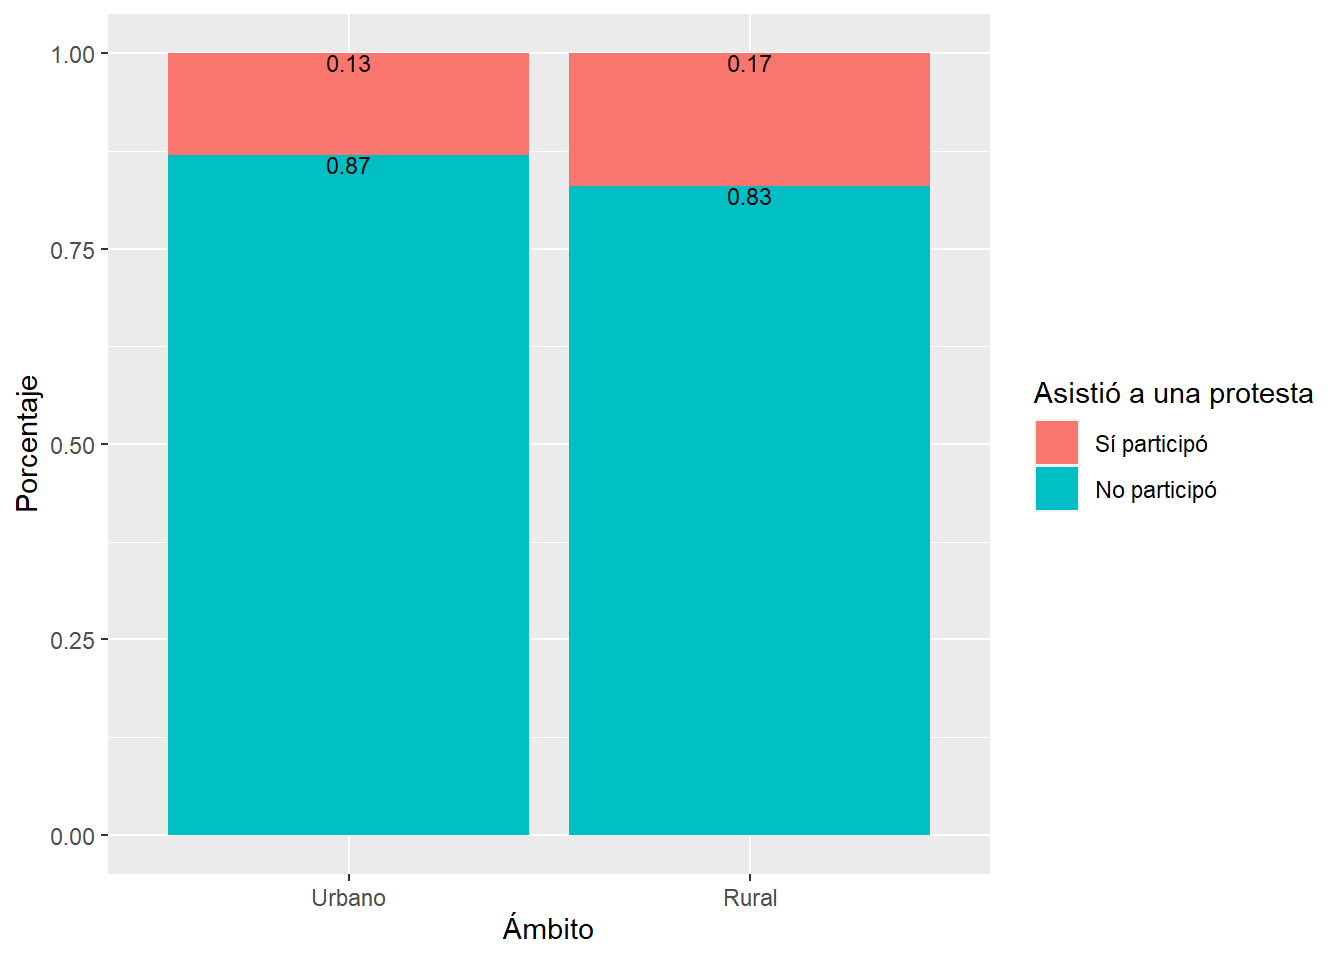 1.00
0.75
0.50
0.25
0.00
Porcentaje
0.13
0.17
0.87
0.83
Urbano
Rural
Ámbito
Asistió a una protesta
Sí participó
No participó